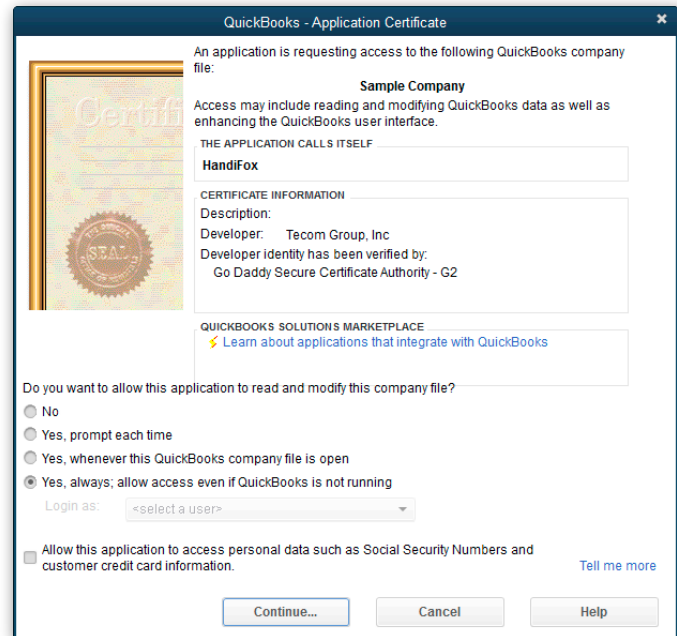 QuickBooks - Application Certificate
×
An application is requesting access to the following QuickBooks company
file:
Sample Company
Access may include reading and modifying QuickBooks data as well as
enhancing the QuickBooks user interface.
THE APPLICATION CALLS ITSELF
HandiFox
CERTIFICATE INFORMATION
Description:
Developer: Tecom Group, Inc
Developer identity has been verified by:
Go Daddy Secure Certificate Authority - G2
QUICKBOOKS SOLUTIONS MARKETPLACE
Learn about applications that integrate with QuickBooks
Certifi
THE OFFICIAL
SEAL
Do you want to allow this application to read and modify this company file?
No
Yes, prompt each time
Yes, whenever this QuickBooks company file is open
Yes, always; allow access even if QuickBooks is not running
Login as: <select a user>
Allow this application to access personal data such as Social Security Numbers and
customer credit card information.
Tell me more
Continue...
Cancel
Help